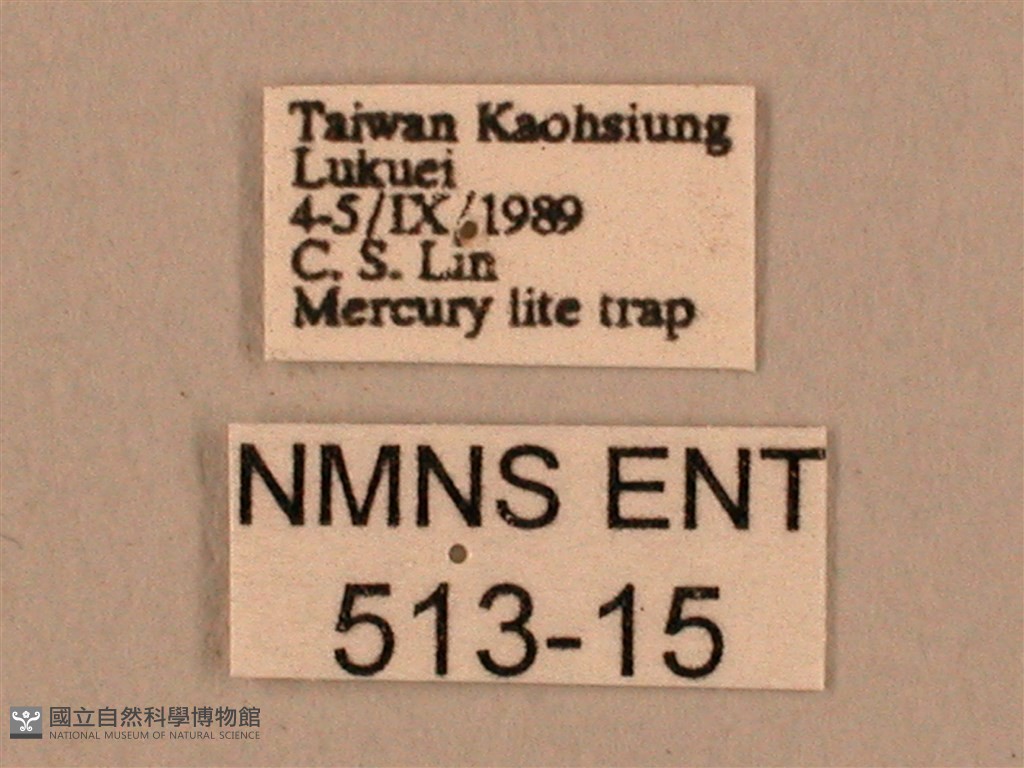 Taiwan Kaohsiung
Lukuei
4-5/IX/1989
C. S. Lin
Mercury lite trap
NMNS ENT
513-15
國立自然科學博物館
NATIONAL MUSEUM OF NATURAL SCIENCE